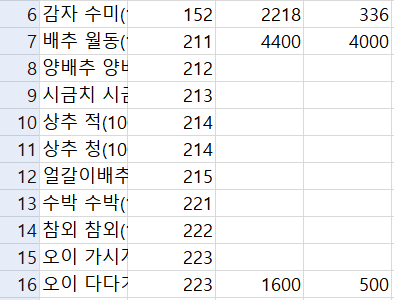 6 감자 수미(1 152 2218 336
7 배추 월동(1 211 4400 4000
8 양배추 양배 212
9 시금치 시금 213
10 상추 적(10 214
11 상추 청(10 214
12 얼갈이배추 215
13 수박 수박(1 221
14 참외 참외(1 222
15 오이 가시 223
16 오이 다다기 223 1600 500